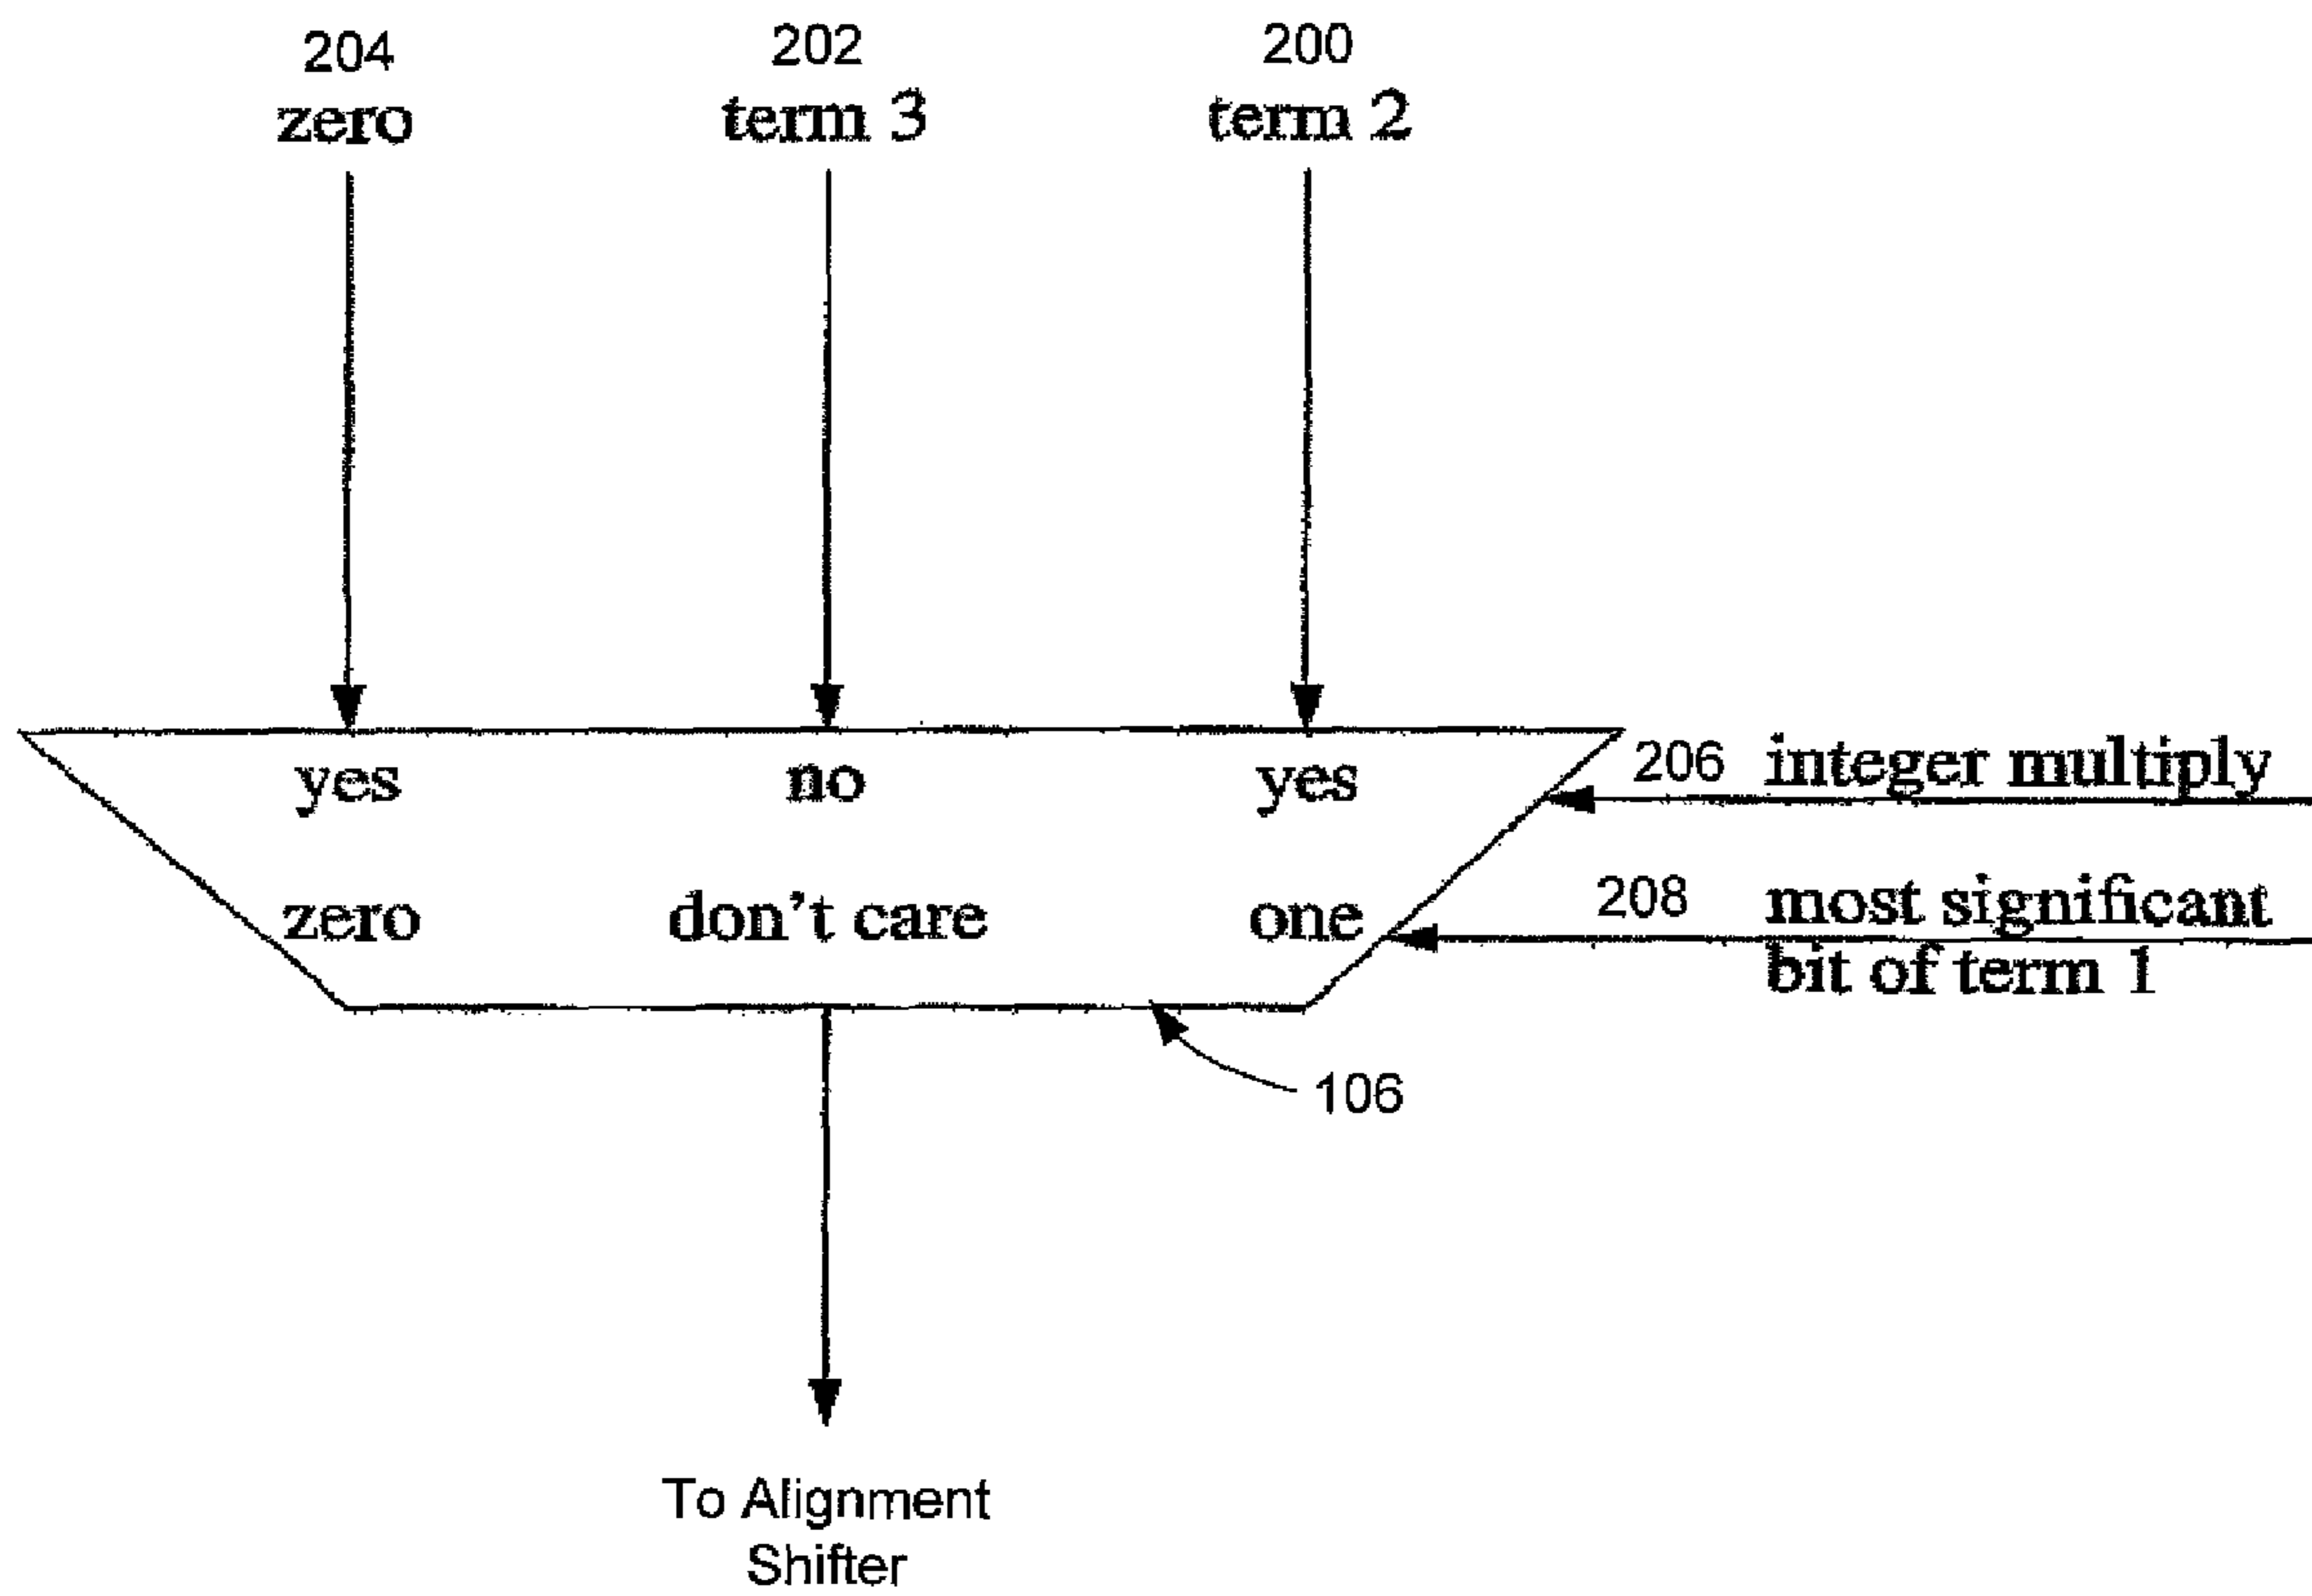 204 202 200
zero term 3 term 2
yes no yes 206 integer multiply
zero don't care one 208 most significant
bit of term 1
106
To Alignment
Shifter